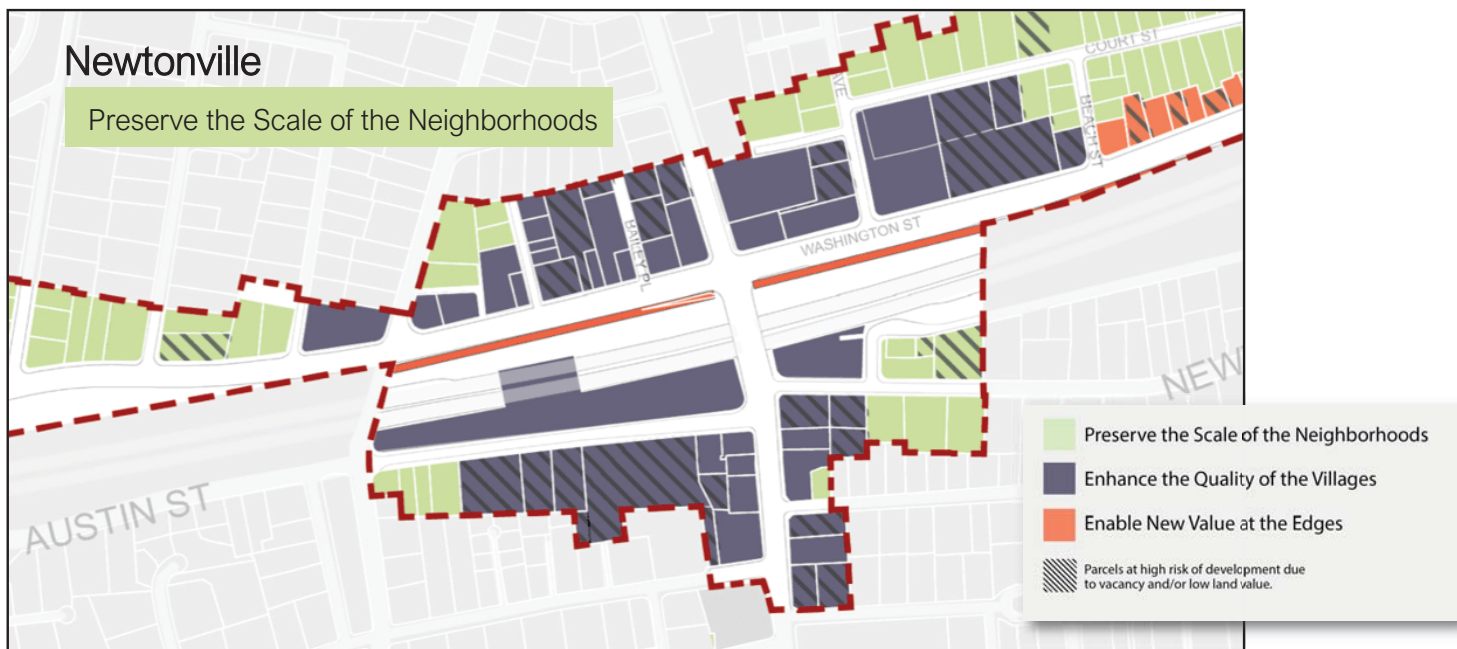 Newtonville
Preserve the Scale of the Neighborhoods
COURT ST
AVE
BEACH ST
WASHINGTON ST
BAILEY PL
NEW
AUSTIN ST
Preserve the Scale of the Neighborhoods
Enhance the Quality of the Villages
Enable New Value at the Edges
Parcels at high risk of development due
to vacancy and/or low land value.